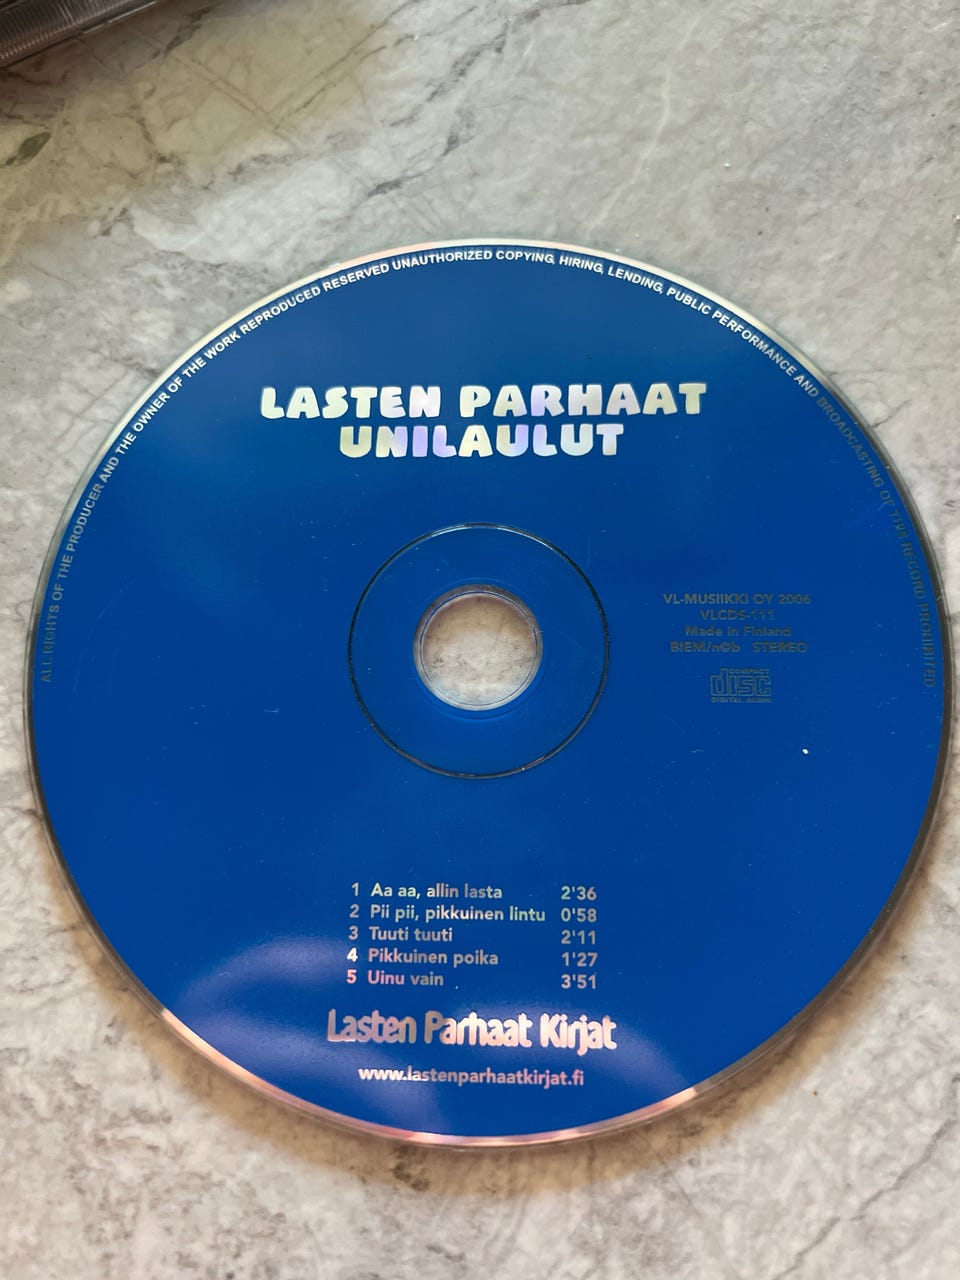 ALL RIGHTS OF THE PRODUCER AND THE OWNER OF THE WORK REPRODUCED RESERVED UNAUTHORIZED COPYING, HIRING, LENDING, PUBLIC PERFORMANCE AND BROADCASTING OF THIS RECORD PROHIBITED
LASTEN PARHAAT
UNILAULUT
VL-MUSIIKKI OY 2006
VLCDS-111
Made in Finland
BIEM/n©b STEREO
COMPACT
disc
DIGITAL AUDIO
1 Aa aa, allin lasta 2'36
2 Pii pii, pikkuinen lintu 0'58
3 Tuuti tuuti 2'11
4 Pikkuinen poika 1'27
5 Uinu vain 3'51
Lasten Parhaat Kirjat
www.lastenparhaatkirjat.fi